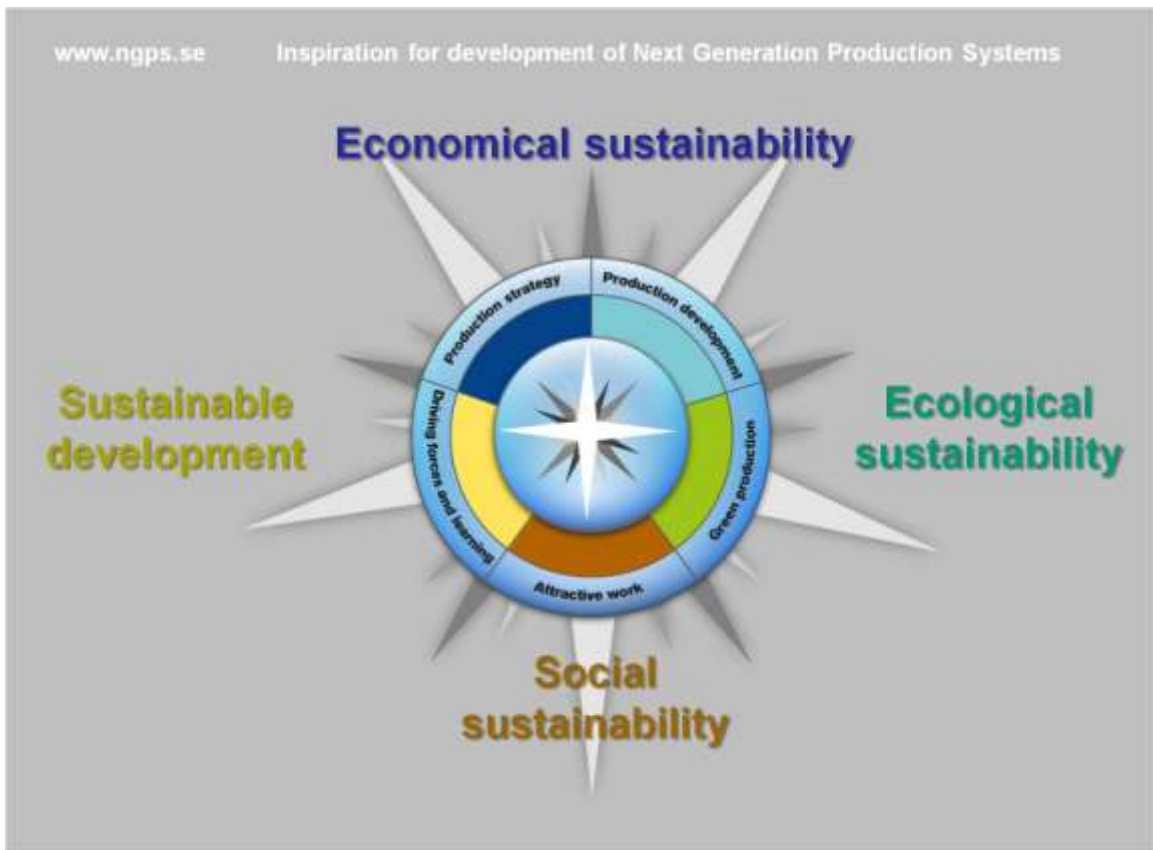 www.ngps.se Inspiration for development of Next Generation Production Systems
Economical sustainability
Production strategy
Production development
Sustainable
development
Driving forces and learning
Green production
Ecological
sustainability
Attractive work
Social
sustainability